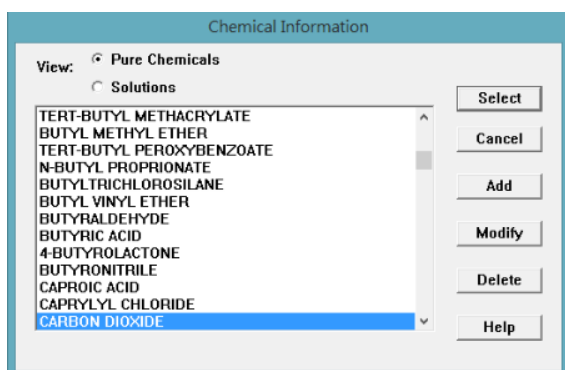 Chemical Information
View:
Pure Chemicals
Solutions
TERT-BUTYL METHACRYLATE
BUTYL METHYL ETHER
TERT-BUTYL PEROXYBENZOATE
N-BUTYL PROPRIONATE
BUTYLTRICHLOROSILANE
BUTYL VINYL ETHER
BUTYRALDEHYDE
BUTYRIC ACID
4-BUTYROLACTONE
BUTYRONITRILE
CAPROIC ACID
CAPRYLYL CHLORIDE
CARBON DIOXIDE
Select
Cancel
Add
Modify
Delete
Help